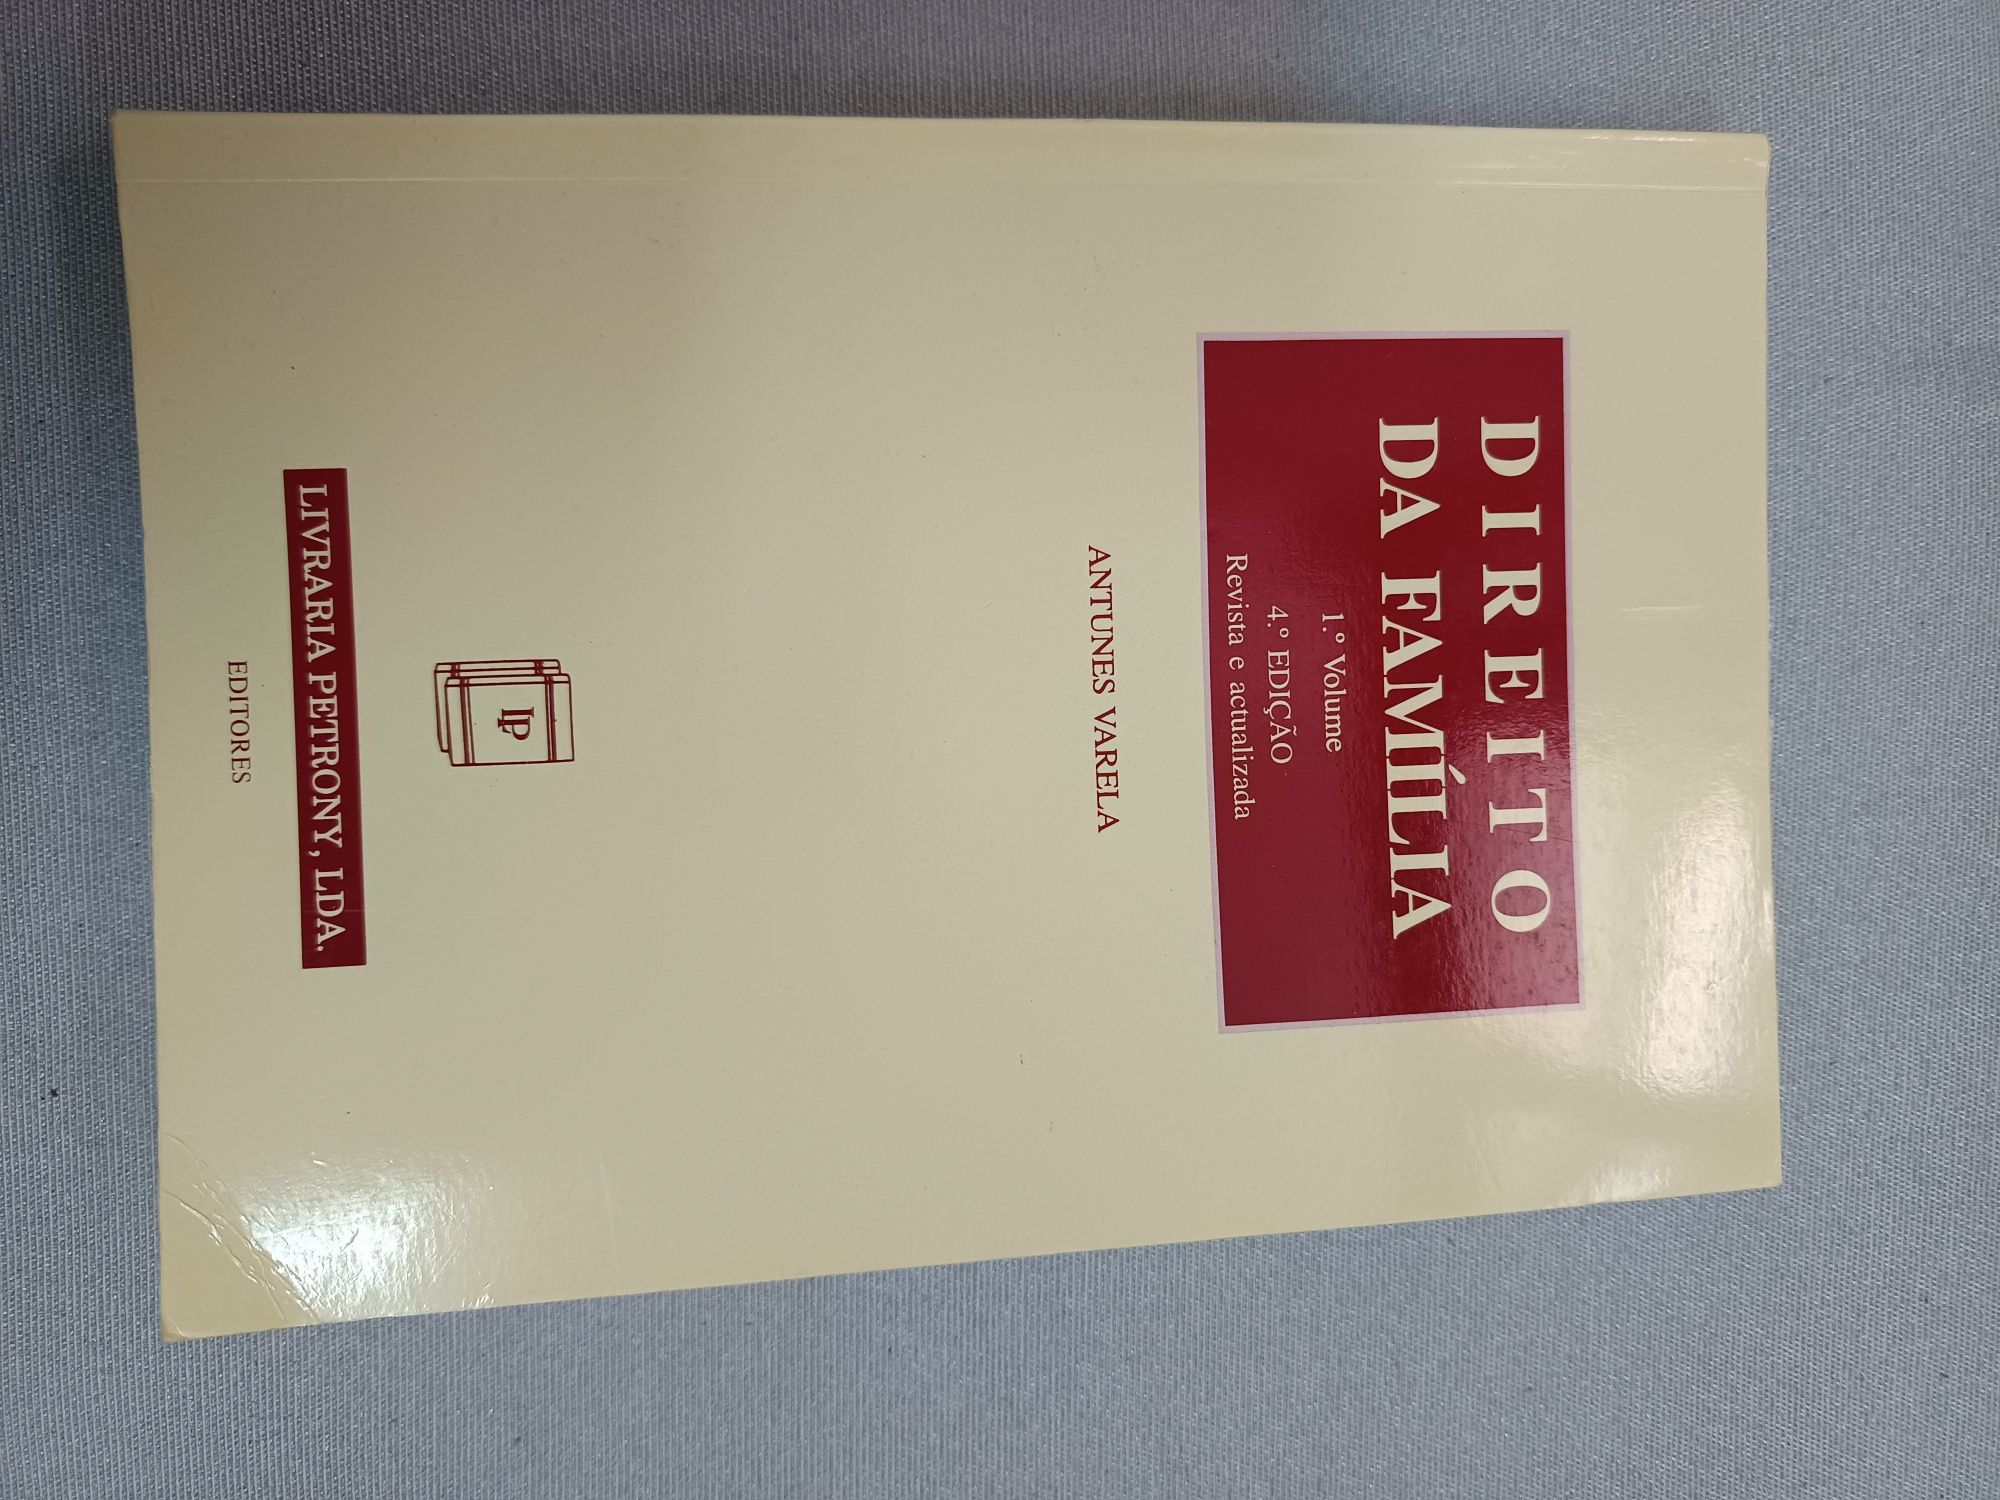 DIREITO
DA FAMÍLIA
1.º Volume
4.º EDIÇÃO
Revista e actualizada
ANTUNES VARELA
LP
LIVRARIA PETRONY, LDA.
EDITORES